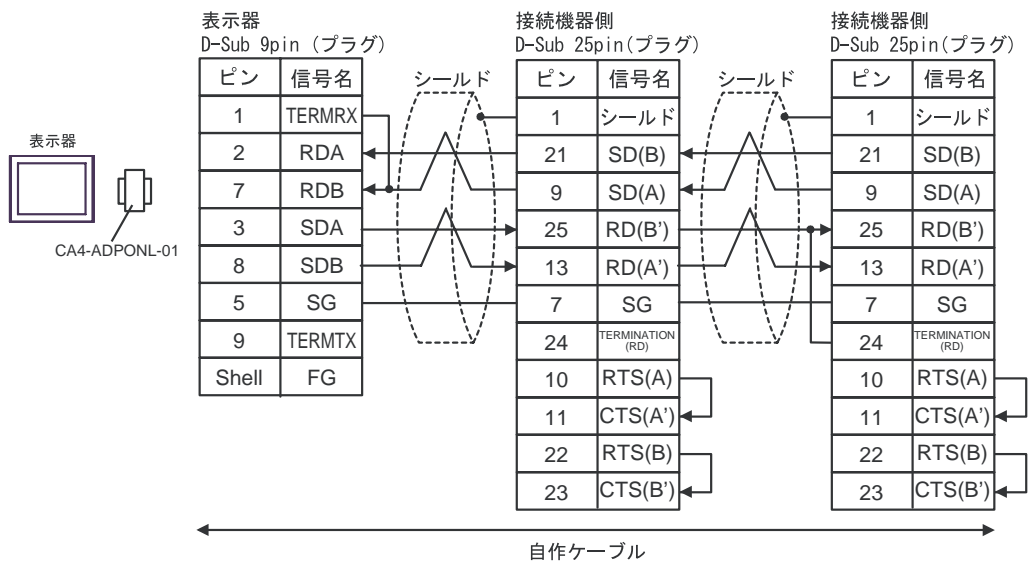 表示器
CA4-ADPONL-01
表示器
D-Sub 9pin (プラグ)
ピン 信号名
1 TERMRX
2 RDA
7 RDB
3 SDA
8 SDB
5 SG
9 TERMTX
Shell FG
シールド
接続機器側
D-Sub 25pin(プラグ)
ピン 信号名
1 シールド
21 SD(B)
9 SD(A)
25 RD(B')
13 RD(A')
7 SG
24 TERMINATION (RD)
10 RTS(A)
11 CTS(A')
22 RTS(B)
23 CTS(B')
シールド
接続機器側
D-Sub 25pin(プラグ)
ピン 信号名
1 シールド
21 SD(B)
9 SD(A)
25 RD(B')
13 RD(A')
7 SG
24 TERMINATION (RD)
10 RTS(A)
11 CTS(A')
22 RTS(B)
23 CTS(B')
自作ケーブル